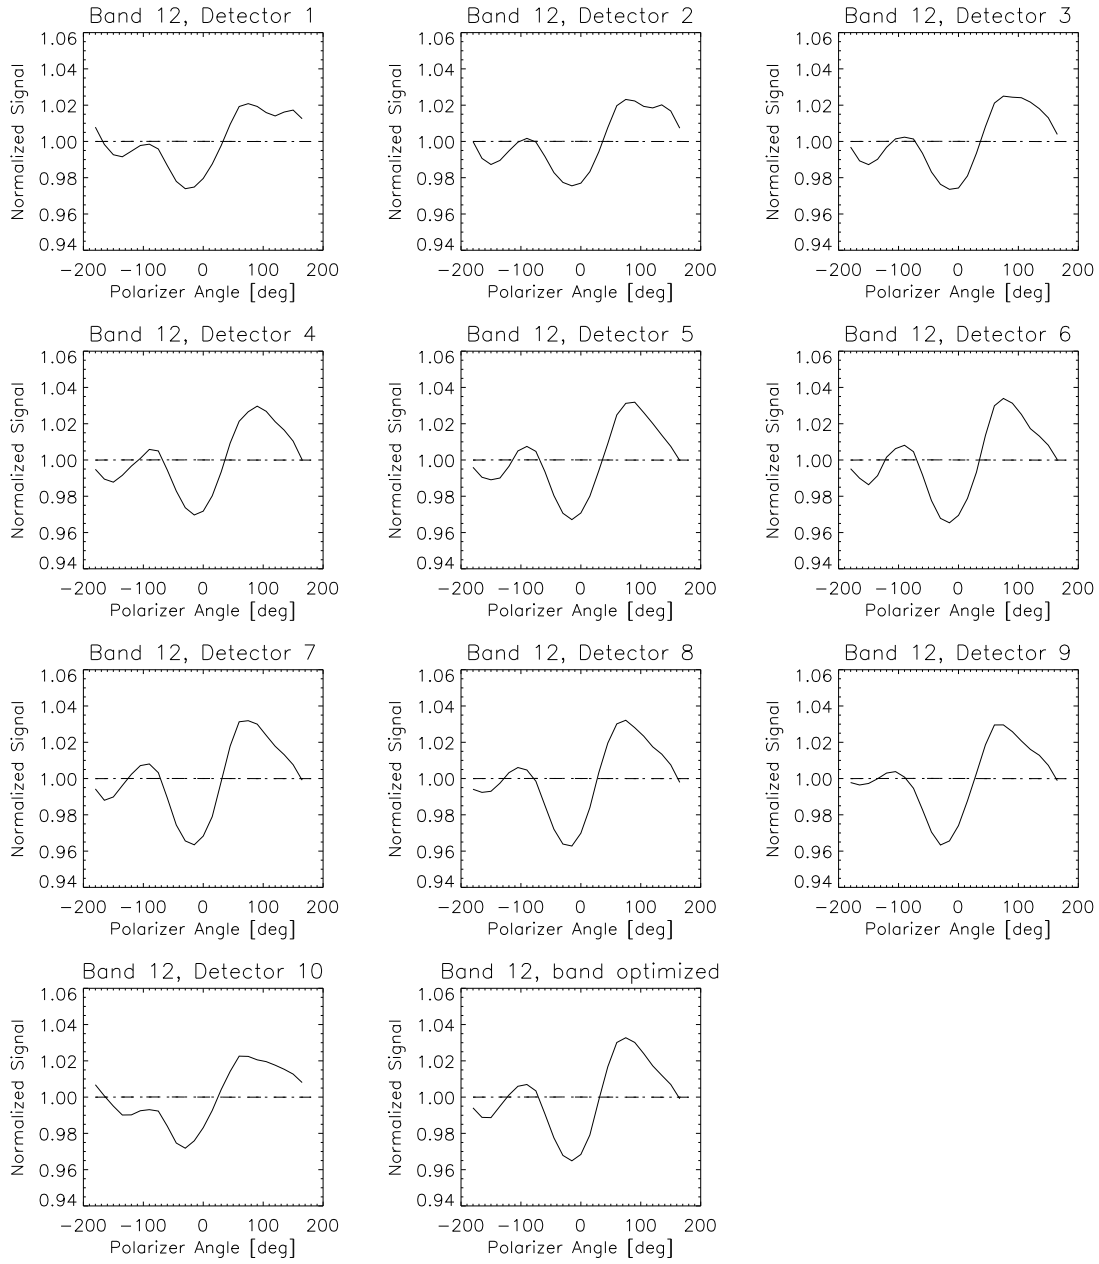 Band 12, Detector 1
Normalized Signal
1.06
1.04
1.02
1.00
0.98
0.96
0.94
−200 −100 0 100 200
Polarizer Angle [deg]
Band 12, Detector 2
Normalized Signal
1.06
1.04
1.02
1.00
0.98
0.96
0.94
−200 −100 0 100 200
Polarizer Angle [deg]
Band 12, Detector 3
Normalized Signal
1.06
1.04
1.02
1.00
0.98
0.96
0.94
−200 −100 0 100 200
Polarizer Angle [deg]
Band 12, Detector 4
Normalized Signal
1.06
1.04
1.02
1.00
0.98
0.96
0.94
−200 −100 0 100 200
Polarizer Angle [deg]
Band 12, Detector 5
Normalized Signal
1.06
1.04
1.02
1.00
0.98
0.96
0.94
−200 −100 0 100 200
Polarizer Angle [deg]
Band 12, Detector 6
Normalized Signal
1.06
1.04
1.02
1.00
0.98
0.96
0.94
−200 −100 0 100 200
Polarizer Angle [deg]
Band 12, Detector 7
Normalized Signal
1.06
1.04
1.02
1.00
0.98
0.96
0.94
−200 −100 0 100 200
Polarizer Angle [deg]
Band 12, Detector 8
Normalized Signal
1.06
1.04
1.02
1.00
0.98
0.96
0.94
−200 −100 0 100 200
Polarizer Angle [deg]
Band 12, Detector 9
Normalized Signal
1.06
1.04
1.02
1.00
0.98
0.96
0.94
−200 −100 0 100 200
Polarizer Angle [deg]
Band 12, Detector 10
Normalized Signal
1.06
1.04
1.02
1.00
0.98
0.96
0.94
−200 −100 0 100 200
Polarizer Angle [deg]
Band 12, band optimized
Normalized Signal
1.06
1.04
1.02
1.00
0.98
0.96
0.94
−200 −100 0 100 200
Polarizer Angle [deg]